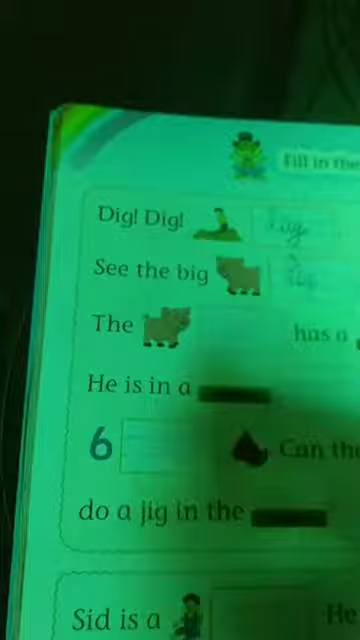 Fill in the
Dig! Dig!
See the big
The has a
He is in a
6 Can the
do a jig in the
Sid is a He